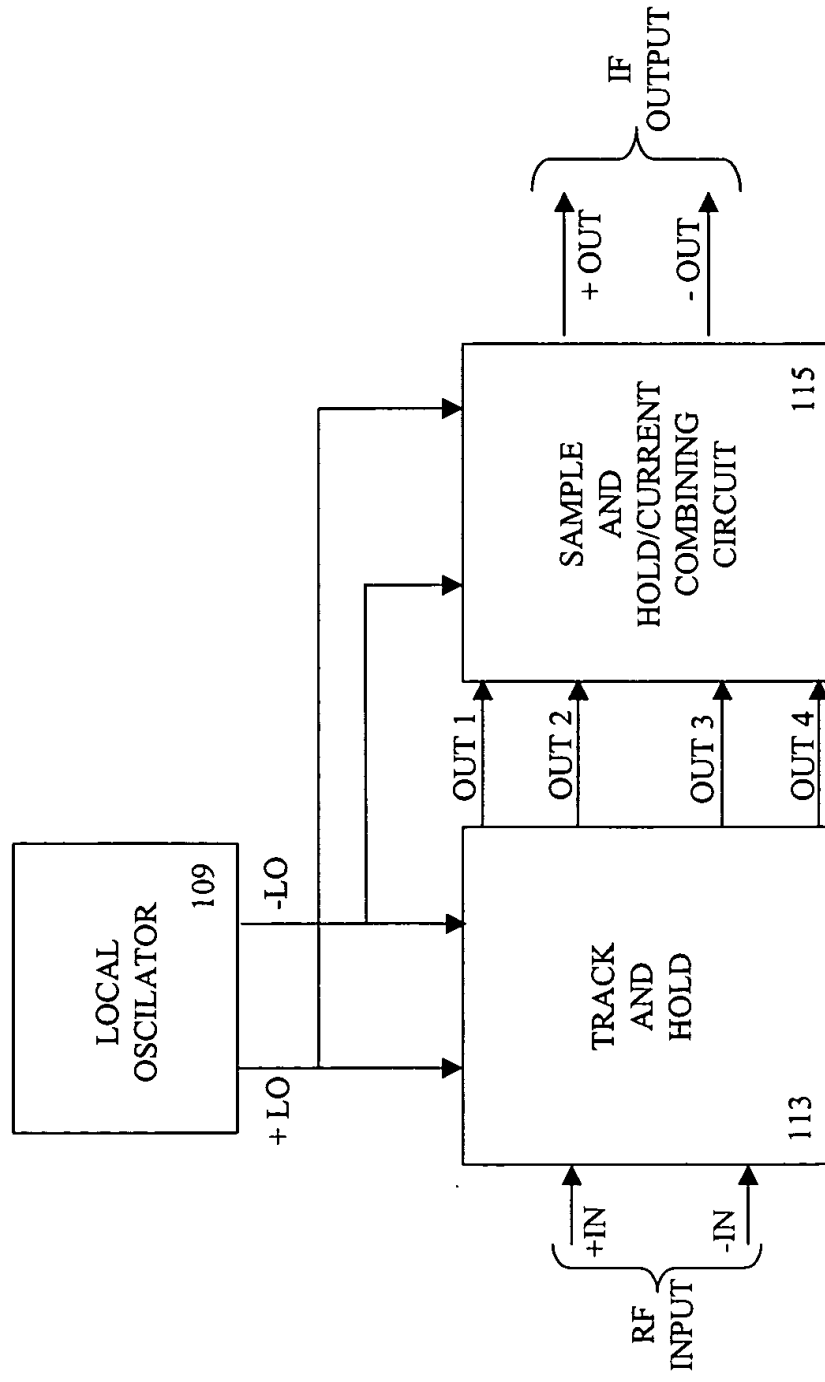 LOCAL
OSCILATOR
109
+ LO
-LO
RF
INPUT
+IN
-IN
TRACK
AND
HOLD
113
OUT 1
OUT 2
OUT 3
OUT 4
SAMPLE
AND
HOLD/CURRENT
COMBINING
CIRCUIT
115
+ OUT
- OUT
IF
OUTPUT